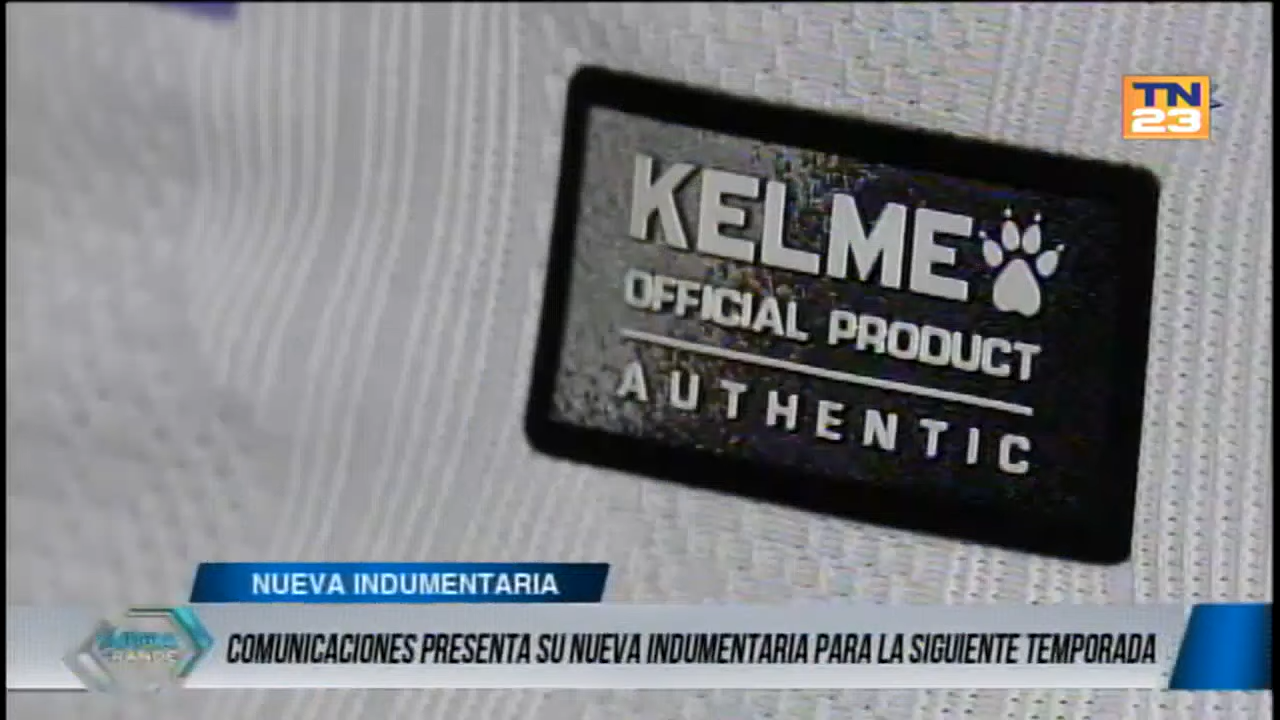 TN
23
KELME
OFFICIAL PRODUCT
AUTHENTIC
NUEVA INDUMENTARIA
COMUNICACIONES PRESENTA SU NUEVA INDUMENTARIA PARA LA SIGUIENTE TEMPORADA